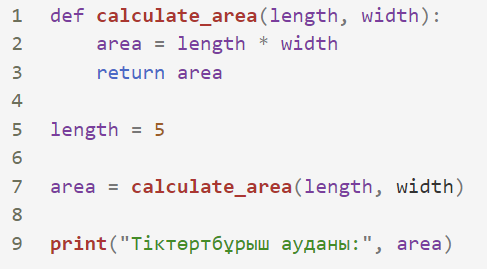 1 def calculate_area(length, width):
2     area = length * width
3     return area
4
5 length = 5
6
7 area = calculate_area(length, width)
8
9 print("Тіктөртбұрыш ауданы:", area)